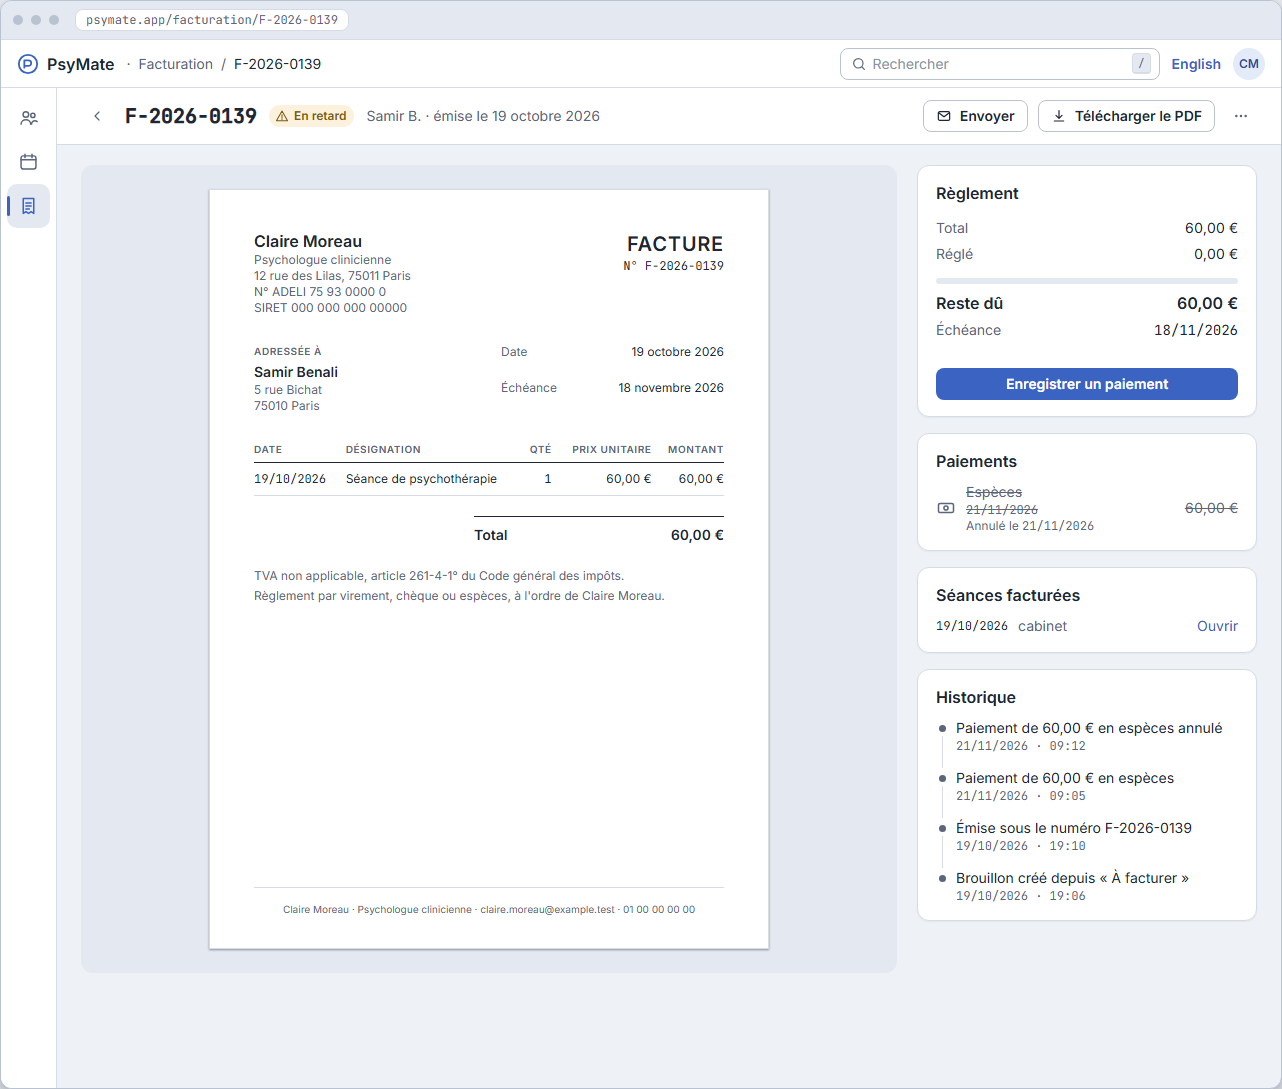 psymate.app/facturation/F-2026-0139
PsyMate · Facturation / F-2026-0139
Rechercher /
English
CM
F-2026-0139
En retard
Samir B. · émise le 19 octobre 2026
Envoyer
Télécharger le PDF
Claire Moreau
Psychologue clinicienne
12 rue des Lilas, 75011 Paris
N° ADELI 75 93 0000 0
SIRET 000 000 000 00000
FACTURE
N° F-2026-0139
ADRESSÉE À
Samir Benali
5 rue Bichat
75010 Paris
Date 19 octobre 2026
Échéance 18 novembre 2026
DATE DÉSIGNATION QTÉ PRIX UNITAIRE MONTANT
19/10/2026 Séance de psychothérapie 1 60,00 € 60,00 €
Total 60,00 €
TVA non applicable, article 261-4-1° du Code général des impôts.
Règlement par virement, chèque ou espèces, à l'ordre de Claire Moreau.
Claire Moreau · Psychologue clinicienne · claire.moreau@example.test · 01 00 00 00 00
Règlement
Total 60,00 €
Réglé 0,00 €
Reste dû 60,00 €
Échéance 18/11/2026
Enregistrer un paiement
Paiements
Espèces
21/11/2026
60,00 €
Annulé le 21/11/2026
Séances facturées
19/10/2026 cabinet Ouvrir
Historique
Paiement de 60,00 € en espèces annulé
21/11/2026 · 09:12
Paiement de 60,00 € en espèces
21/11/2026 · 09:05
Émise sous le numéro F-2026-0139
19/10/2026 · 19:10
Brouillon créé depuis « À facturer »
19/10/2026 · 19:06